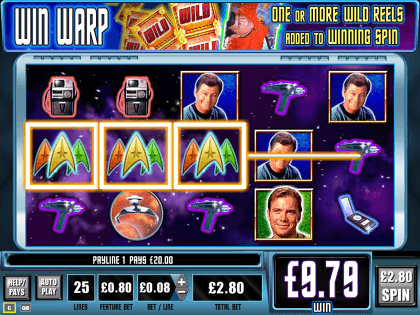 WIN WARP
WILD
WILD
ONE OR MORE WILD REELS
ADDED TO WINNING SPIN
PAYLINE 1 PAYS £20.00
HELP/
PAYS
AUTO
PLAY
25
LINES
£0.80
FEATURE BET
£0.08
BET / LINE
+
-
£2.80
TOTAL BET
£9.79
WIN
£2.80
SPIN
C
GB